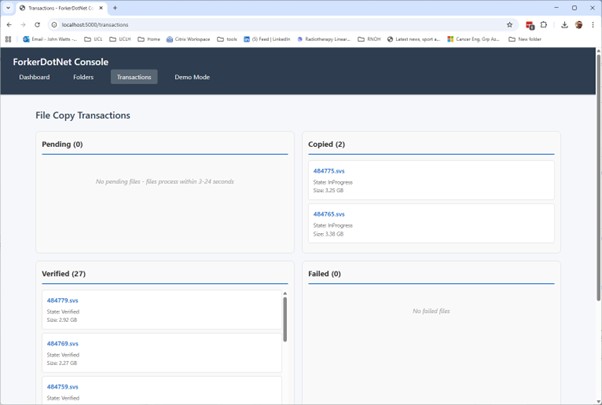 Transactions - ForkerDotNet C
localhost:5000/transactions
Email - John Watts -
UCL
UCLH
Home
Citrix Workspace
tools
(5) Feed | LinkedIn
Radiotherapy Linear...
RNOH
Latest news, sport a...
Cancer Eng. Grp As...
New folder
ForkerDotNet Console
Dashboard Folders Transactions Demo Mode
File Copy Transactions
Pending (0)
No pending files - files process within 3-24 seconds
Copied (2)
484775.svs
State: InProgress
Size: 3.25 GB
484765.svs
State: InProgress
Size: 3.38 GB
Verified (27)
484779.svs
State: Verified
Size: 2.92 GB
484769.svs
State: Verified
Size: 3.27 GB
484759.svs
State: Verified
Failed (0)
No failed files